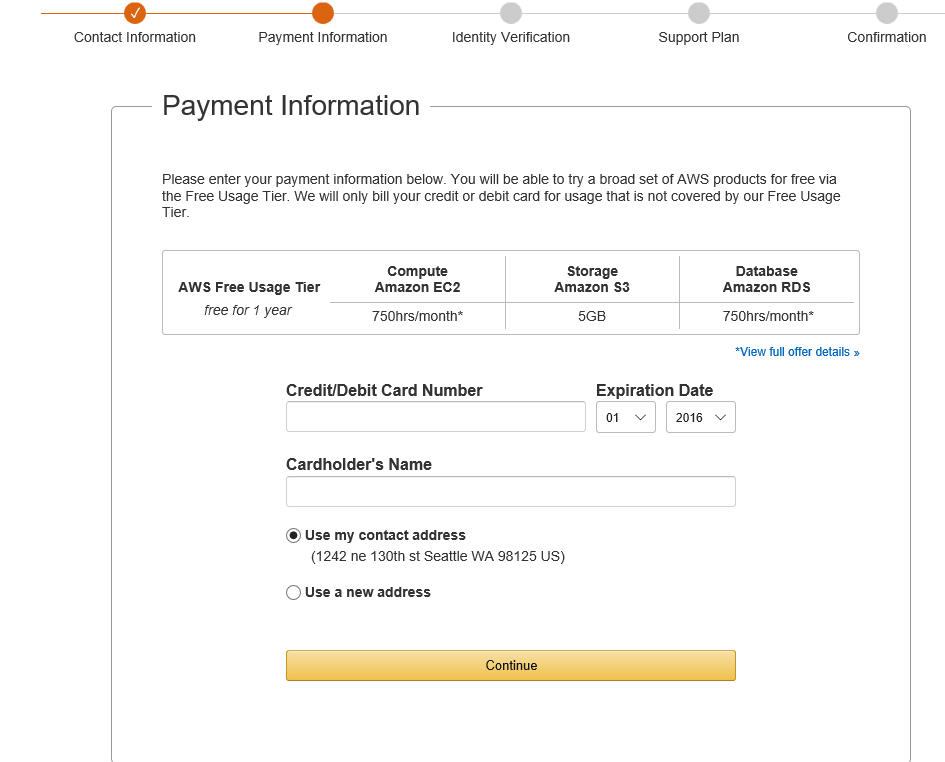 Contact Information
Payment Information
Identity Verification
Support Plan
Confirmation
Payment Information
Please enter your payment information below. You will be able to try a broad set of AWS products for free via
the Free Usage Tier. We will only bill your credit or debit card for usage that is not covered by our Free Usage
Tier.
AWS Free Usage Tier
free for 1 year
Compute
Amazon EC2
750hrs/month*
Storage
Amazon S3
5GB
Database
Amazon RDS
750hrs/month*
*View full offer details »
Credit/Debit Card Number
Expiration Date
01
2016
Cardholder's Name
Use my contact address
(1242 ne 130th st Seattle WA 98125 US)
Use a new address
Continue